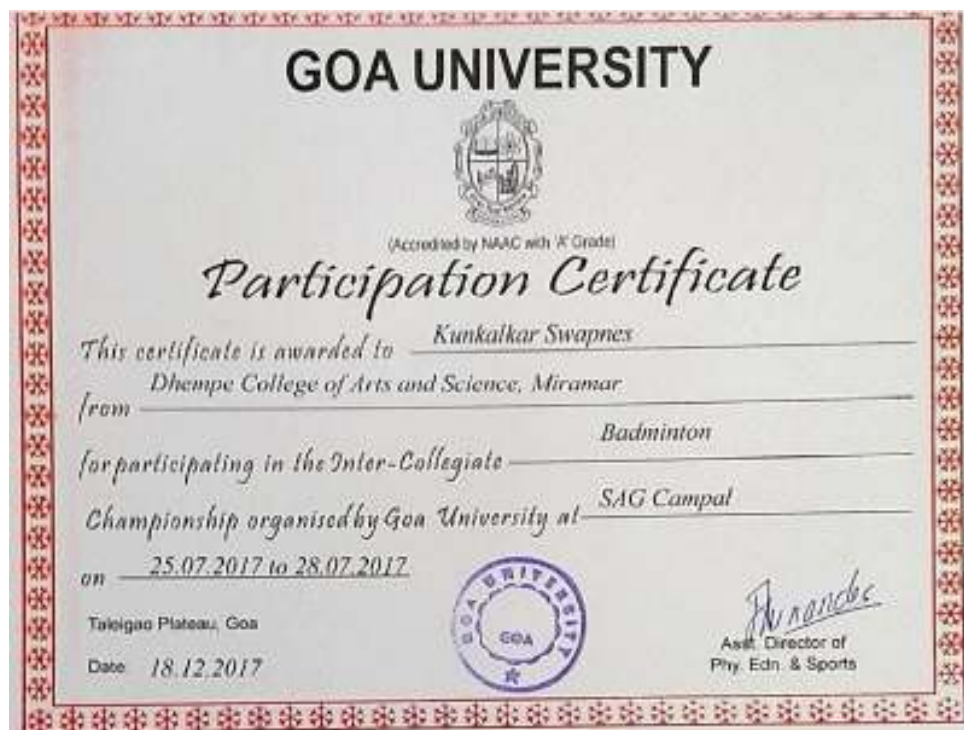 GOA UNIVERSITY
(Accredited by NAAC with 'A' Grade)
Participation Certificate
This certificate is awarded to Kunkalkar Swapnes
from Dhempe College of Arts and Science, Miramar
for participating in the Inter-Collegiate Badminton
Championship organised by Goa University at SAG Campal
on 25.07.2017 to 28.07.2017
Taleigao Plateau, Goa
Date 18.12.2017
GOA UNIVERSITY
GOA
Asst. Director of
Phy. Edn. & Sports